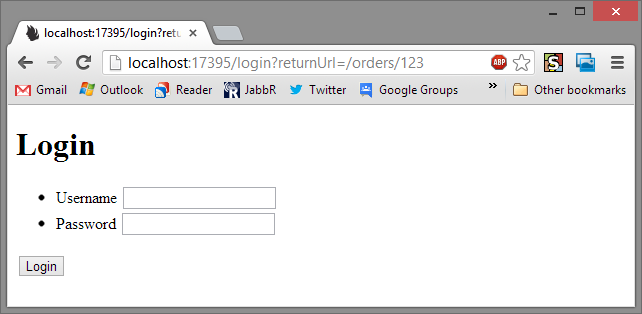 localhost:17395/login?retu
localhost:17395/login?returnUrl=/orders/123
ABP
S
Gmail Outlook Reader JabbR Twitter Google Groups » Other bookmarks
Login
Username
Password
Login